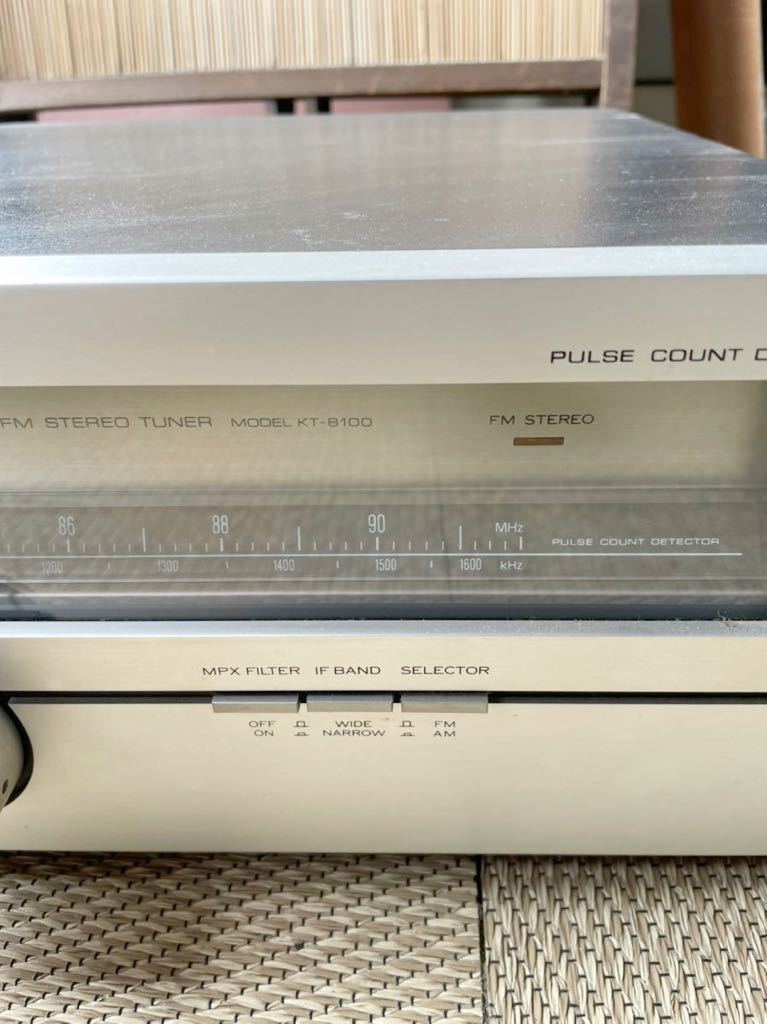 PULSE COUNT
FM STEREO TUNER MODEL KT-8100 FM STEREO
86 88 90 MHz
PULSE COUNT DETECTOR
1200 1300 1400 1500 1600 kHz
MPX FILTER IF BAND SELECTOR
OFF WIDE FM
ON NARROW AM